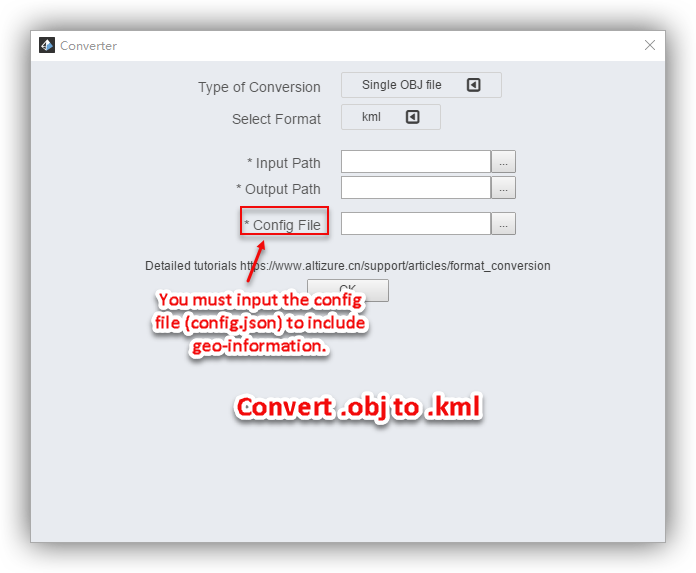 Converter
Type of Conversion Single OBJ file
Select Format kml
* Input Path ...
* Output Path ...
* Config File ...
Detailed tutorials https://www.altizure.cn/support/articles/format_conversion
OK
You must input the config
file (config.json) to include
geo-information.
Convert .obj to .kml